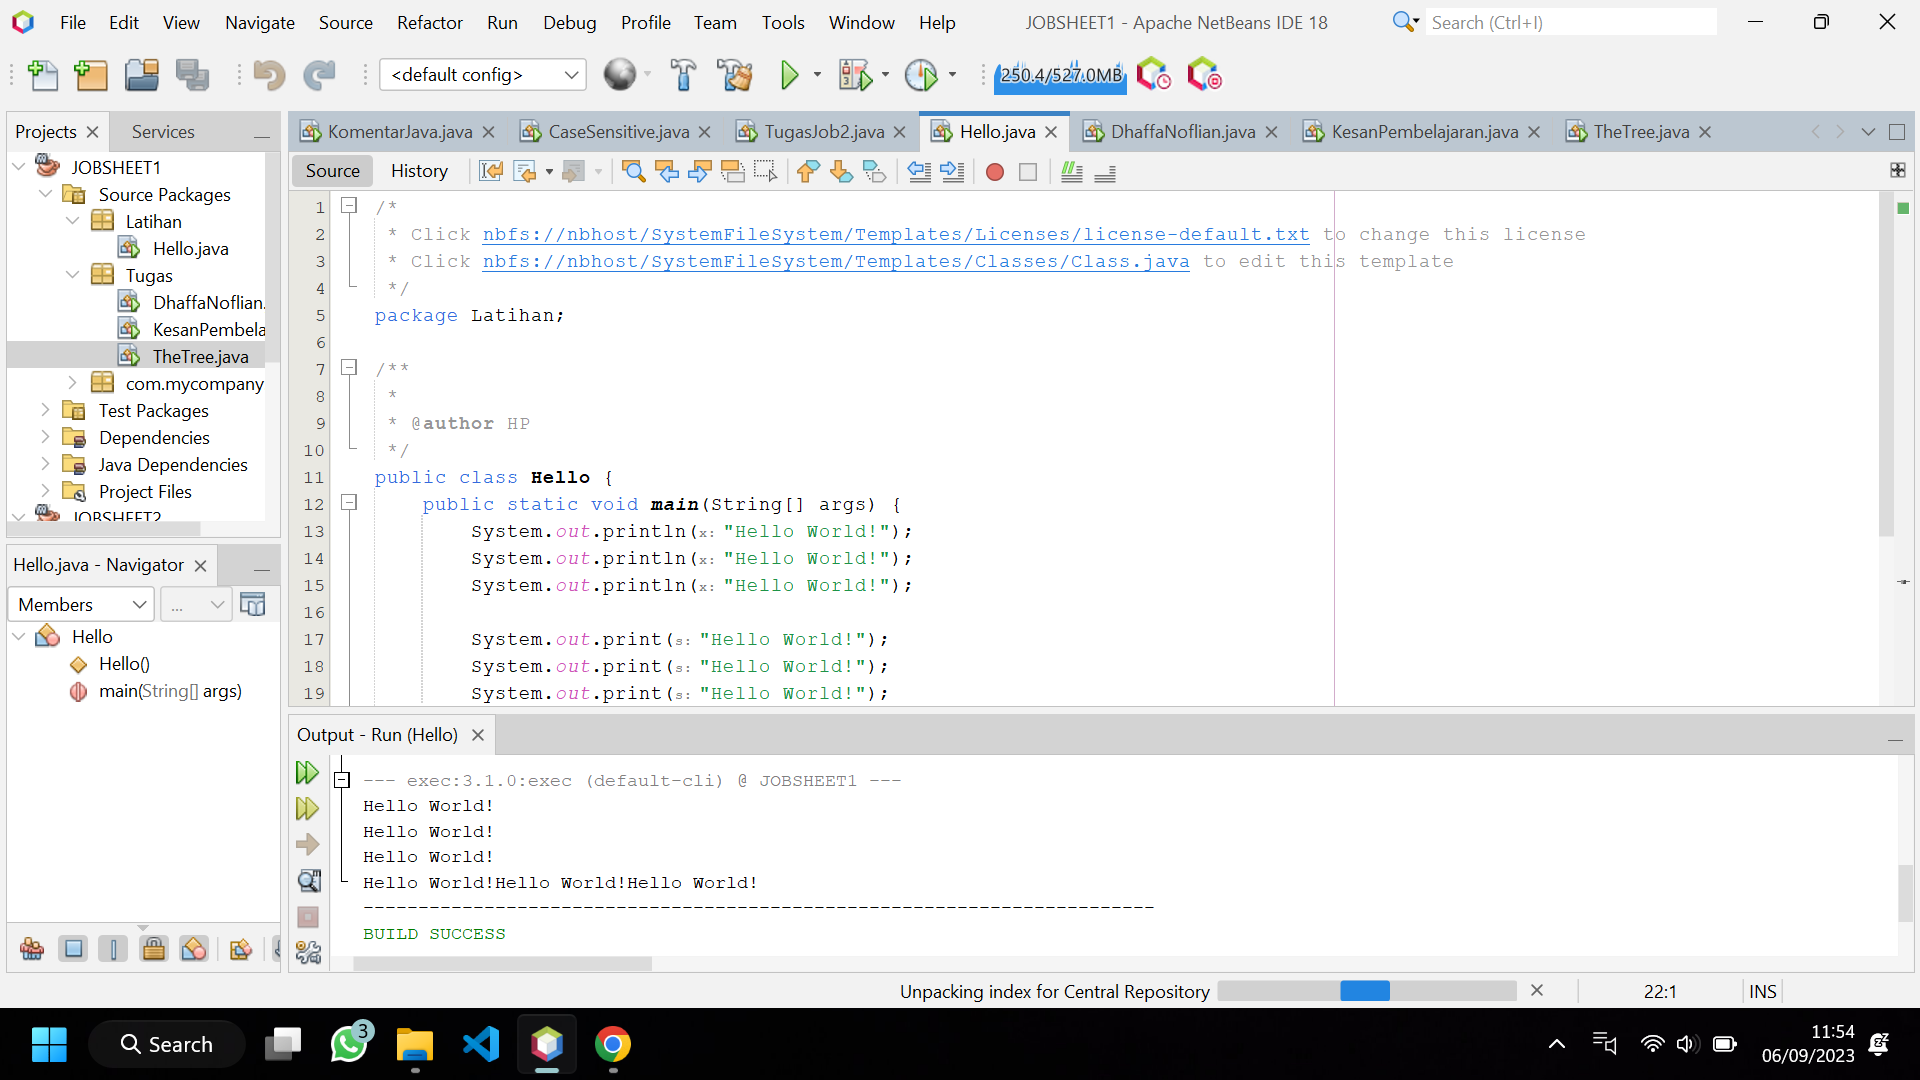 File Edit View Navigate Source Refactor Run Debug Profile Team Tools Window Help JOBSHEET1 - Apache NetBeans IDE 18 Search (Ctrl+I)
<default config> 250.4/527.0MB
Projects Services
JOBSHEET1
Source Packages
Latihan
Hello.java
Tugas
DhaffaNoflian.
KesanPembela
TheTree.java
com.mycompany
Test Packages
Dependencies
Java Dependencies
Project Files
JOBSHEET2
Hello.java - Navigator
Members ...
Hello
Hello()
main(String[] args)
KomentarJava.java CaseSensitive.java TugasJob2.java Hello.java DhaffaNoflian.java KesanPembelajaran.java TheTree.java
Source History
1 /*
2 * Click nbfs://nbhost/SystemFileSystem/Templates/Licenses/license-default.txt to change this license
3 * Click nbfs://nbhost/SystemFileSystem/Templates/Classes/Class.java to edit this template
4 */
5 package Latihan;
6
7 /**
8 *
9 * @author HP
10 */
11 public class Hello {
12 public static void main(String[] args) {
13 System.out.println(x: "Hello World!");
14 System.out.println(x: "Hello World!");
15 System.out.println(x: "Hello World!");
16
17 System.out.print(s: "Hello World!");
18 System.out.print(s: "Hello World!");
19 System.out.print(s: "Hello World!");
Output - Run (Hello)
--- exec:3.1.0:exec (default-cli) @ JOBSHEET1 ---
Hello World!
Hello World!
Hello World!
Hello World!Hello World!Hello World!
------------------------------------------------------------------------
BUILD SUCCESS
Unpacking index for Central Repository 22:1 INS
Search 3 11:54
06/09/2023